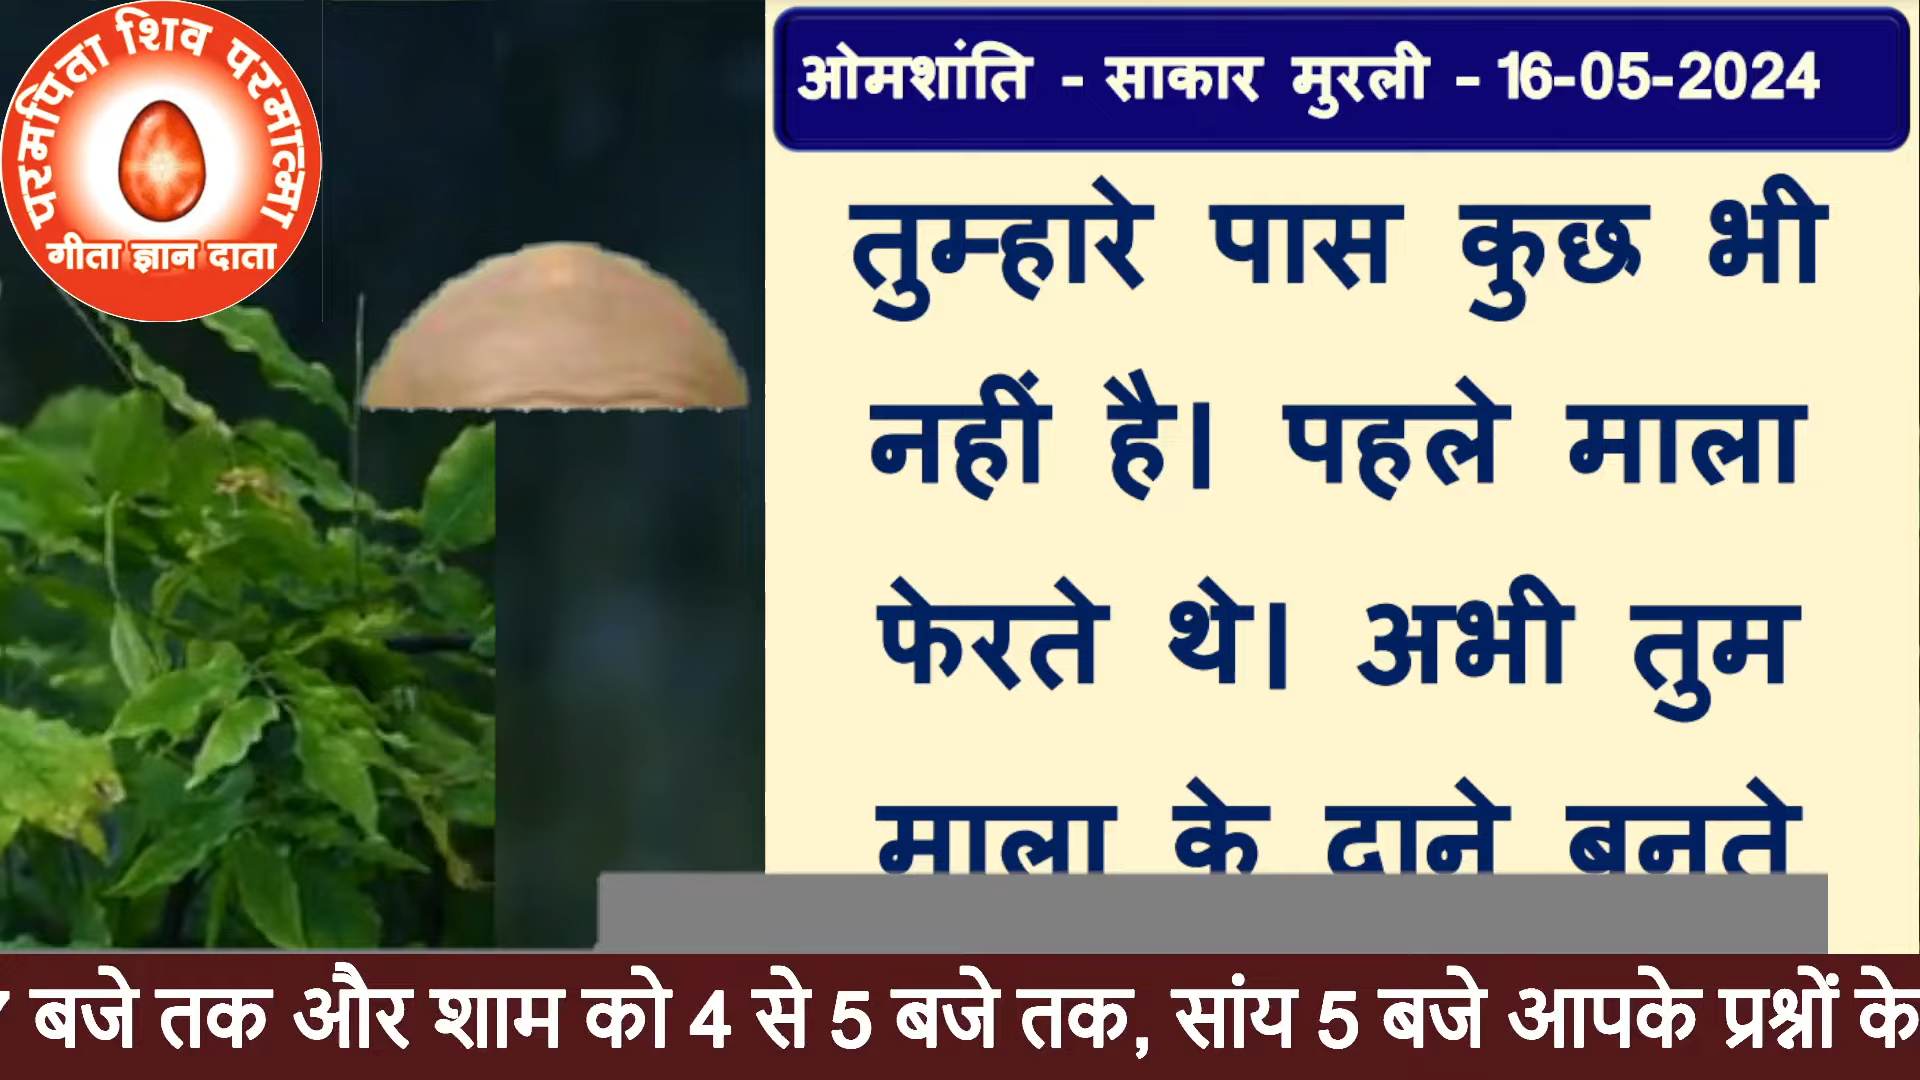 परमपिता शिव परमात्मा
गीता ज्ञान दाता
ओमशांति - साकार मुरली - 16-05-2024
तुम्हारे पास कुछ भी
नहीं है। पहले माला
फेरते थे। अभी तुम
माला के दाने बनते
बजे तक और शाम को 4 से 5 बजे तक, सांय 5 बजे आपके प्रश्नों के